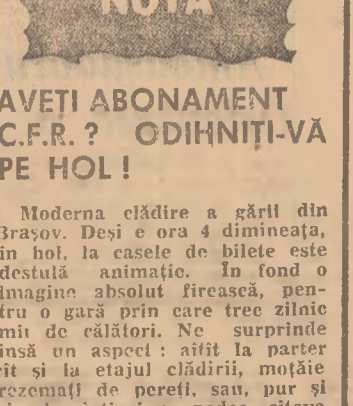 NOTĂ
AVEȚI ABONAMENT
C.F.R. ? ODIHNIȚI-VĂ
PE HOL !
Moderna clădire a gării din
Brașov. Deși e ora 4 dimineața,
în hol, la casele de bilete este
destulă animație. În fond o
imagine absolut firească, pen-
tru o gară prin care trec zilnic
mii de călători. Ne surprinde
însă un aspect : atît la parter
cît și la etajul clădirii, moțăie
rezemați de pereți, sau, pur și